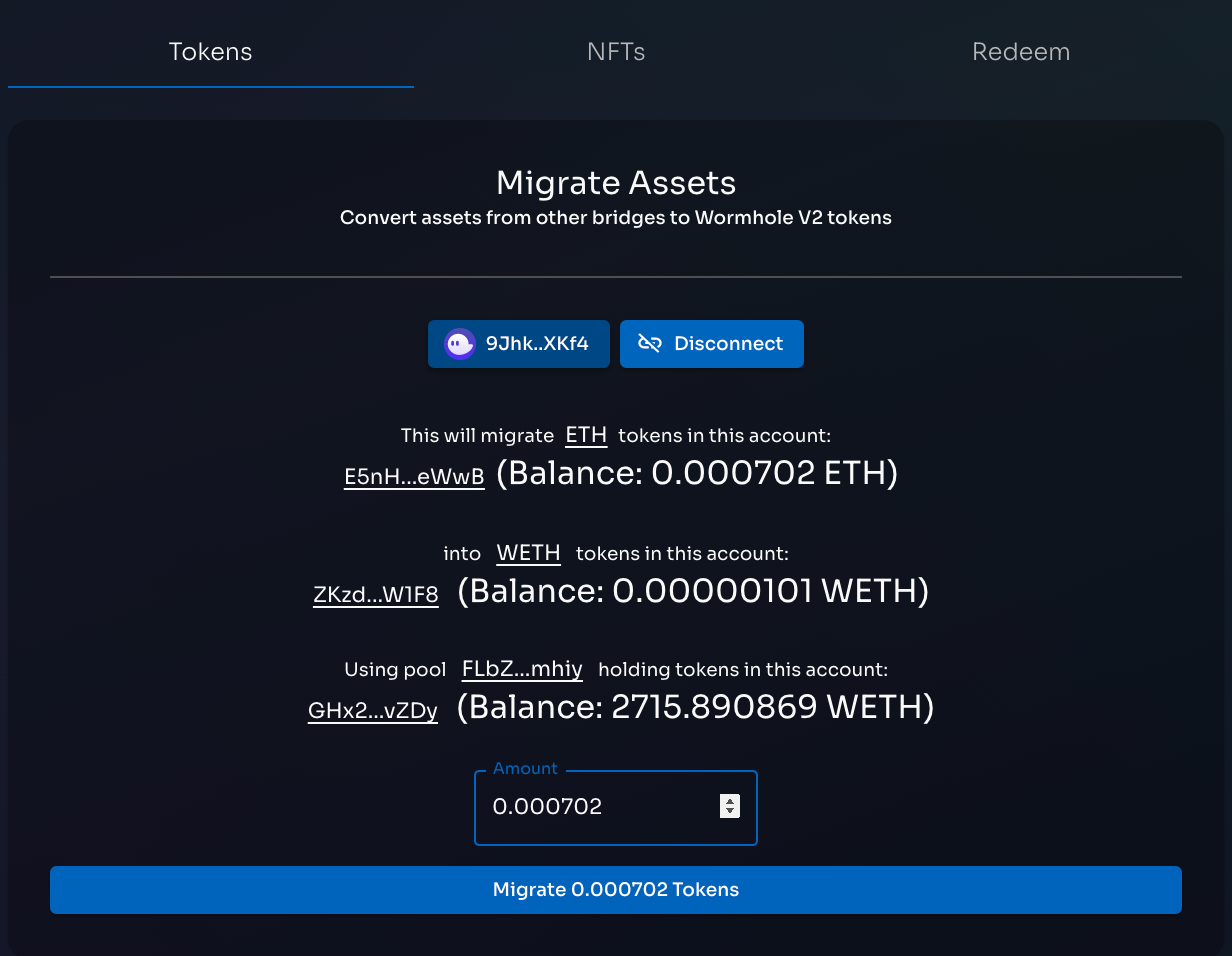 Tokens NFTs Redeem
Migrate Assets
Convert assets from other bridges to Wormhole V2 tokens
9Jhk..XKf4 Disconnect
This will migrate ETH tokens in this account:
E5nH...eWwB (Balance: 0.000702 ETH)
into WETH tokens in this account:
ZKzd...W1F8 (Balance: 0.00000101 WETH)
Using pool FLbZ...mhiy holding tokens in this account:
GHx2...vZDy (Balance: 2715.890869 WETH)
Amount
0.000702
Migrate 0.000702 Tokens